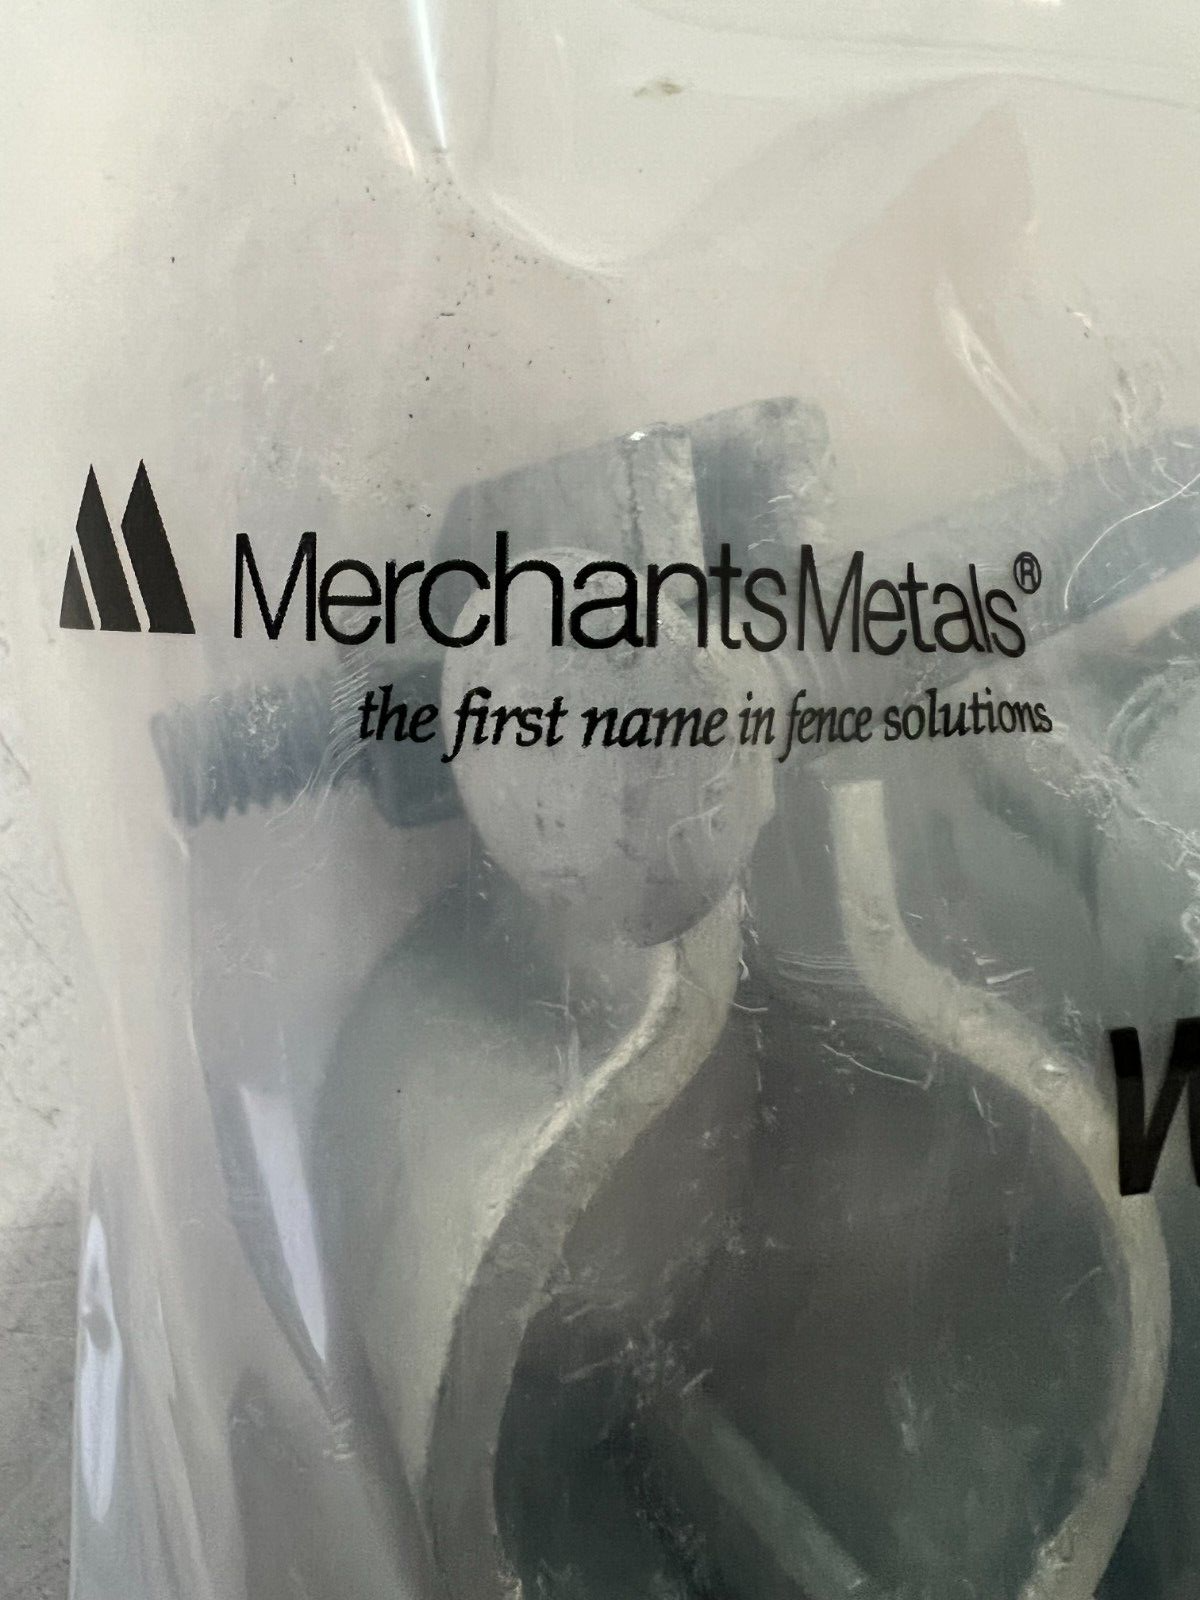 MerchantsMetals®
the first name in fence solutions